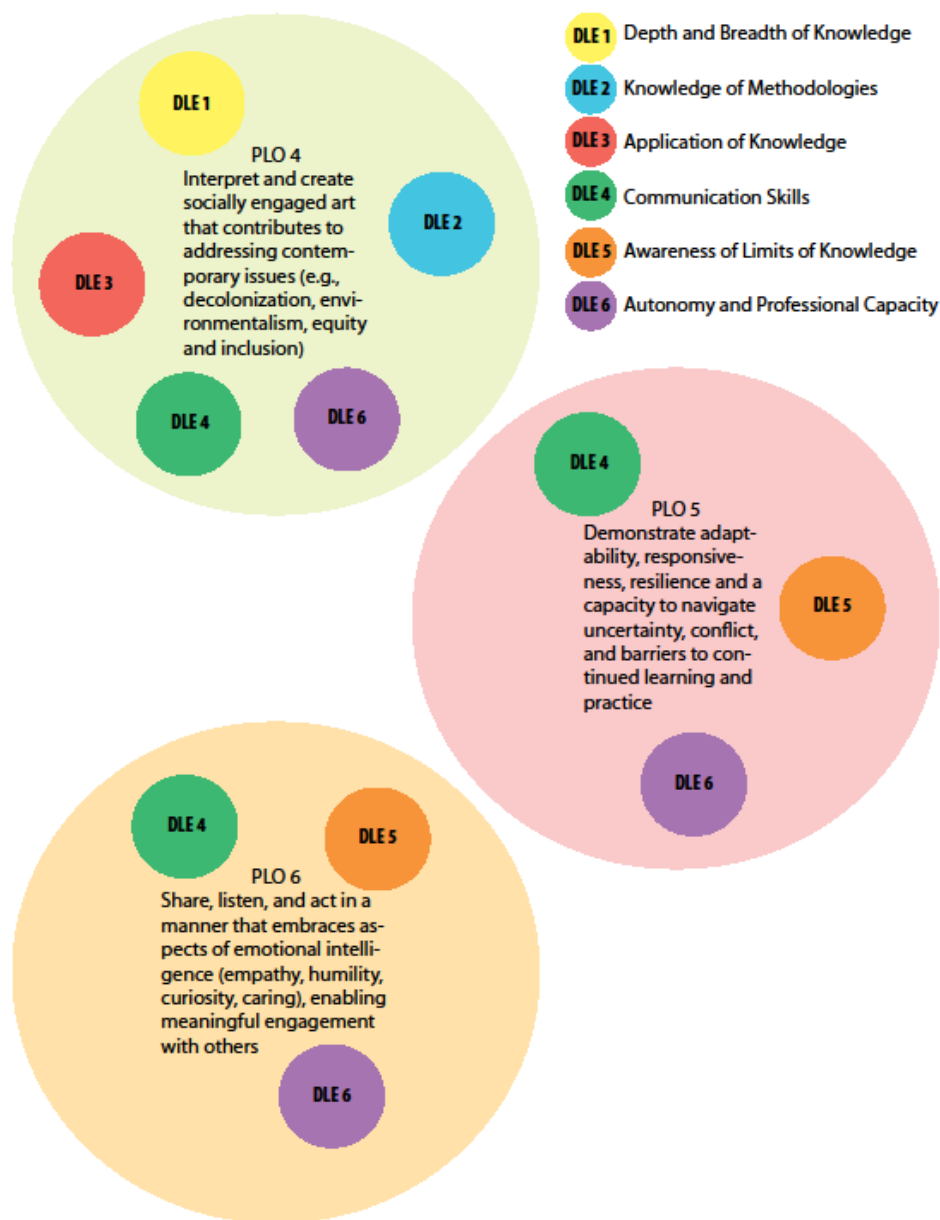 DLE 1 Depth and Breadth of Knowledge
DLE 2 Knowledge of Methodologies
DLE 3 Application of Knowledge
DLE 4 Communication Skills
DLE 5 Awareness of Limits of Knowledge
DLE 6 Autonomy and Professional Capacity
DLE 1
PLO 4
Interpret and create
socially engaged art
that contributes to
addressing contem-
porary issues (e.g.,
decolonization, envi-
ronmentalism, equity
and inclusion)
DLE 2
DLE 3
DLE 4
DLE 6
DLE 4
PLO 5
Demonstrate adapt-
ability, responsive-
ness, resilience and a
capacity to navigate
uncertainty, conflict,
and barriers to con-
tinued learning and
practice
DLE 5
DLE 6
DLE 4
DLE 5
PLO 6
Share, listen, and act in a
manner that embraces as-
pects of emotional intelli-
gence (empathy, humility,
curiosity, caring), enabling
meaningful engagement
with others
DLE 6